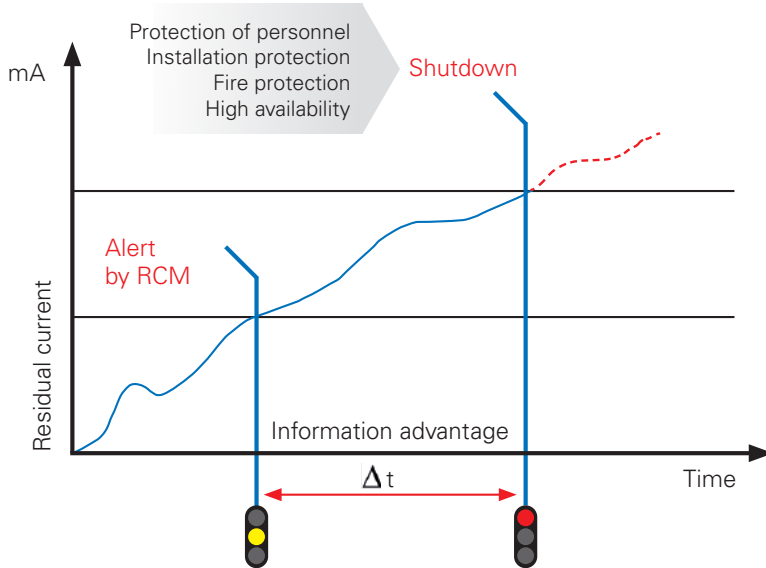 Protection of personnel
Installation protection
Fire protection
High availability
Shutdown
mA
Alert
by RCM
Residual current
Information advantage
Δ t
Time